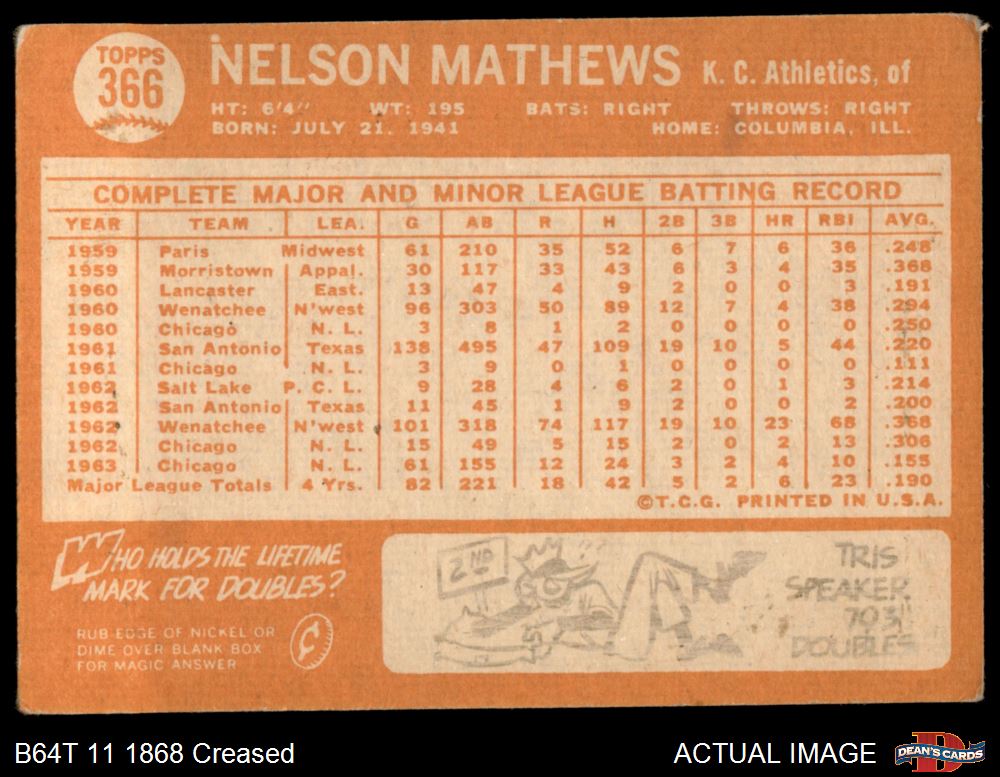 TOPPS
366
NELSON MATHEWS K. C. Athletics, of
HT: 6'4" WT: 195 BATS: RIGHT THROWS: RIGHT
BORN: JULY 21, 1941 HOME: COLUMBIA, ILL.
COMPLETE MAJOR AND MINOR LEAGUE BATTING RECORD
YEAR TEAM LEA. G AB R H 2B 3B HR RBI AVG.
1959 Paris Midwest 61 210 35 52 6 7 6 36 .248
1959 Morristown Appal. 30 117 33 43 6 3 4 35 .368
1960 Lancaster East. 13 47 4 9 2 0 0 3 .191
1960 Wenatchee N'west 96 303 50 89 12 7 4 38 .294
1960 Chicago N. L. 3 8 1 2 0 0 0 0 .250
1961 San Antonio Texas 138 495 47 109 19 10 5 44 .220
1961 Chicago N. L. 3 9 0 1 0 0 0 0 .111
1962 Salt Lake P. C. L. 9 28 4 6 2 0 1 3 .214
1962 San Antonio Texas 11 45 1 9 2 0 0 2 .200
1962 Wenatchee N'west 101 318 74 117 19 10 23 68 .368
1962 Chicago N. L. 15 49 5 15 2 0 2 13 .306
1963 Chicago N. L. 61 155 12 24 3 2 4 10 .155
Major League Totals 4 Yrs. 82 221 18 42 5 2 6 23 .190
©T.C.G. PRINTED IN U.S.A.
WHO HOLDS THE LIFETIME
MARK FOR DOUBLES?
RUB EDGE OF NICKEL OR
DIME OVER BLANK BOX
FOR MAGIC ANSWER
2ND
TRIS
SPEAKER
793
DOUBLES
B64T 11 1868 Creased
ACTUAL IMAGE
DEAN'S CARDS